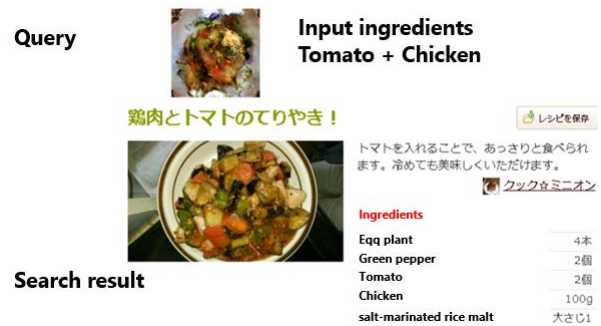 Query
Input ingredients
Tomato + Chicken
鶏肉とトマトのてりやき！
レシピを保存
トマトを入れることで、あっさりと食べられ
ます。冷めても美味しくいただけます。
クック☆ミニオン
Ingredients
Eqq plant 4本
Green pepper 2個
Tomato 2個
Chicken 100g
salt-marinated rice malt 大さじ1
Search result